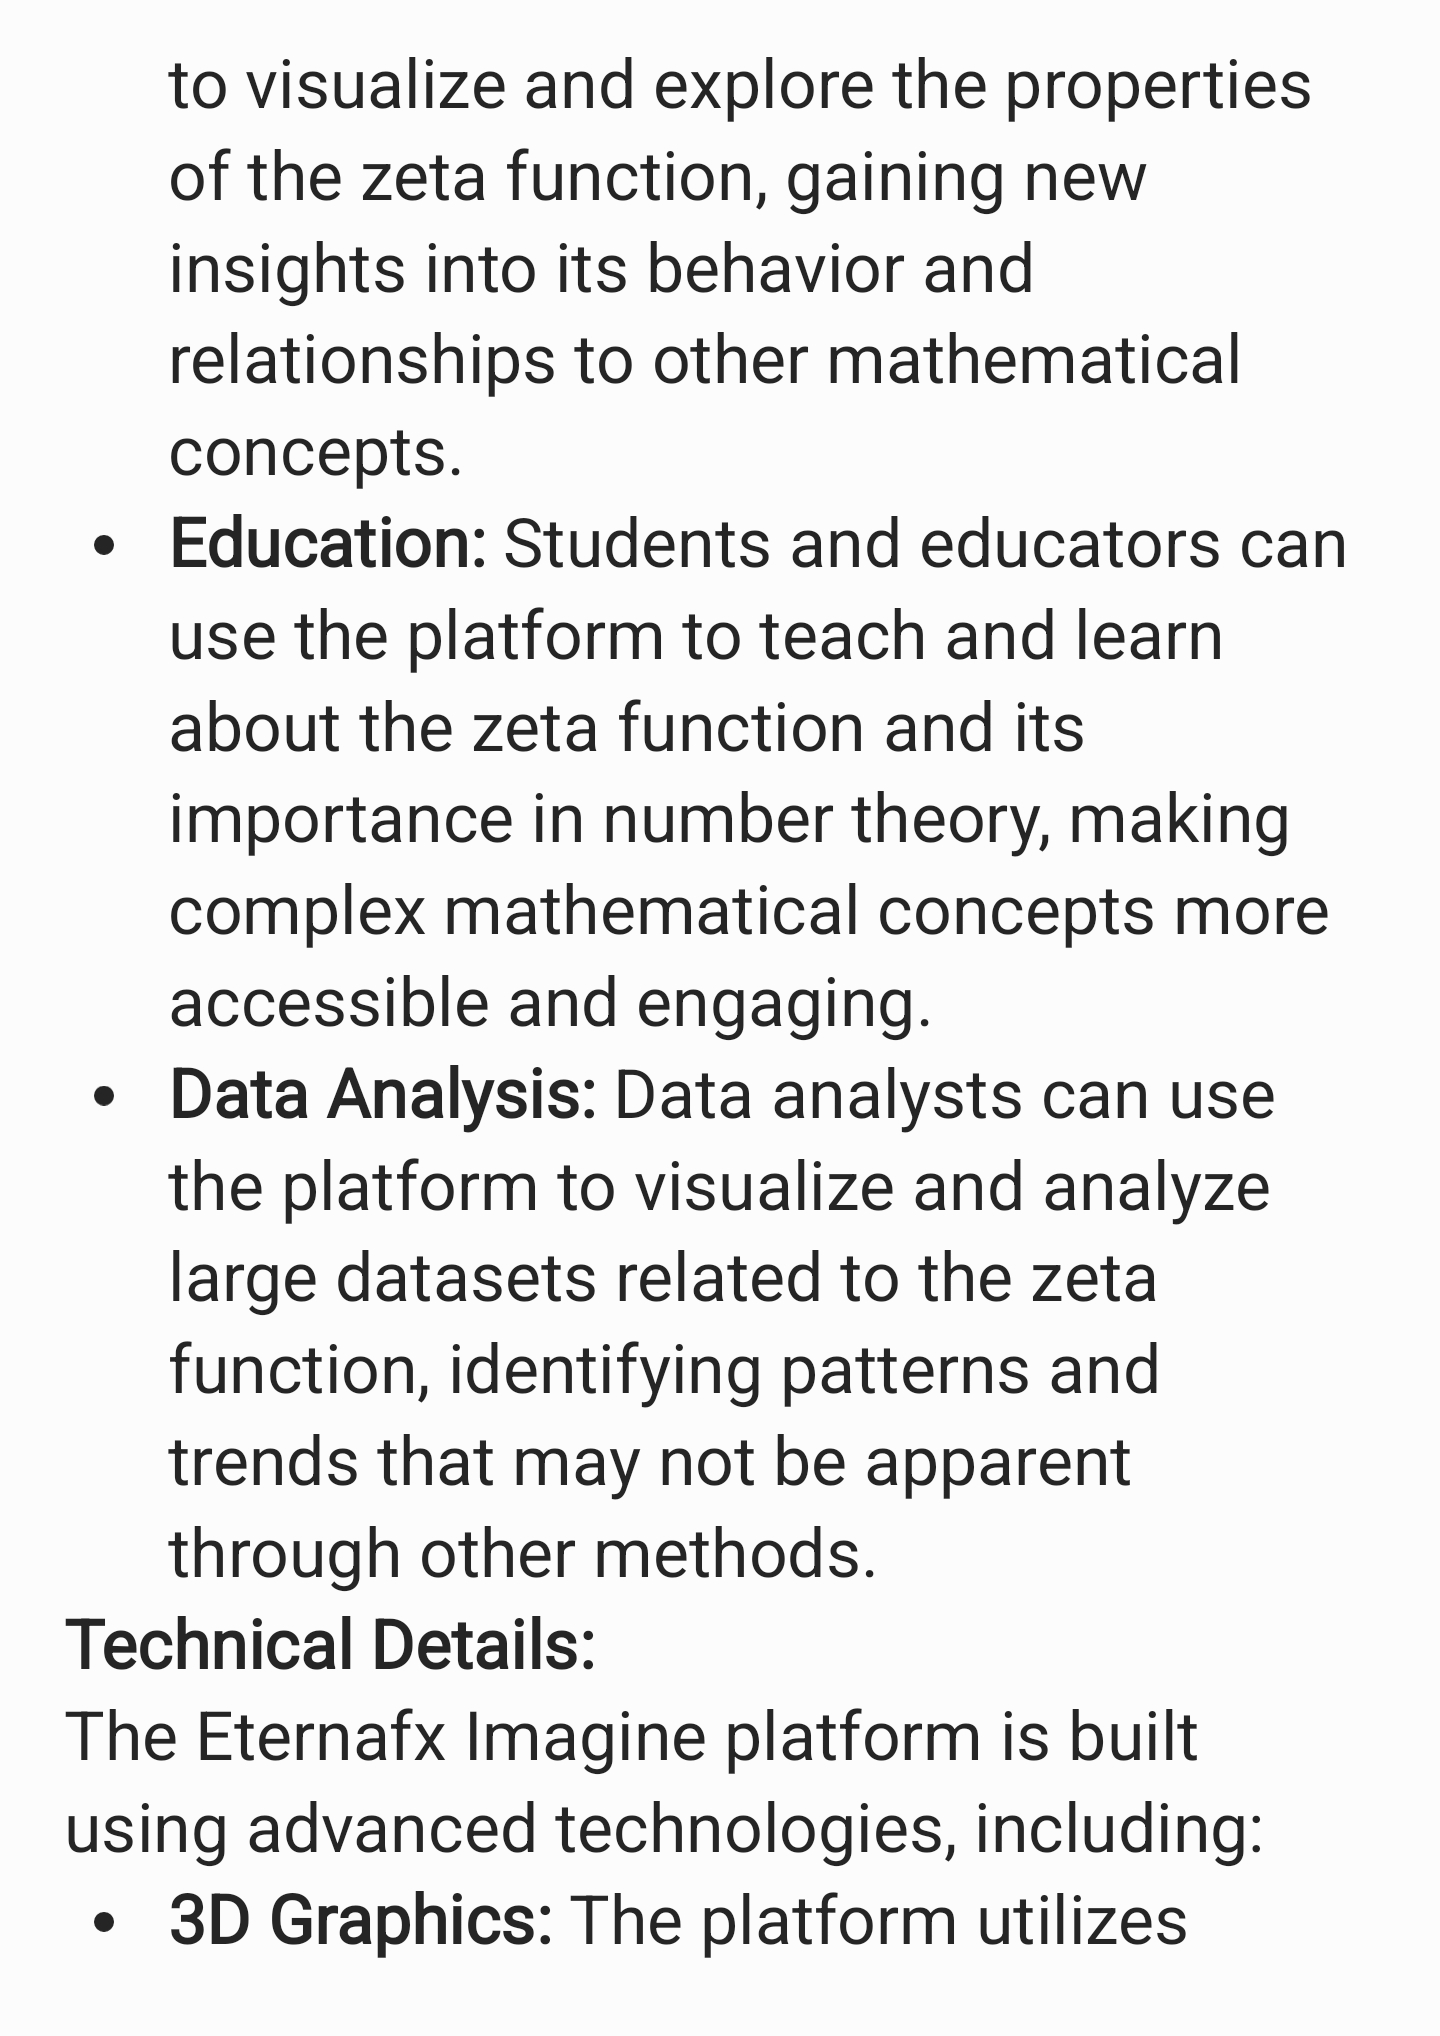 to visualize and explore the properties
of the zeta function, gaining new
insights into its behavior and
relationships to other mathematical
concepts.
• Education: Students and educators can
use the platform to teach and learn
about the zeta function and its
importance in number theory, making
complex mathematical concepts more
accessible and engaging.
• Data Analysis: Data analysts can use
the platform to visualize and analyze
large datasets related to the zeta
function, identifying patterns and
trends that may not be apparent
through other methods.
Technical Details:
The Eternafx Imagine platform is built
using advanced technologies, including:
• 3D Graphics: The platform utilizes